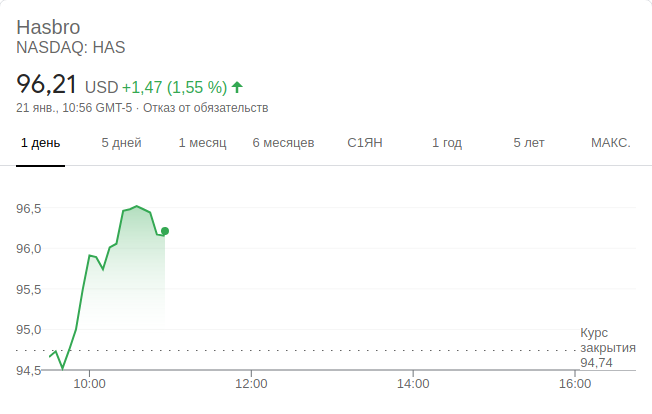 Hasbro
NASDAQ: HAS
96,21 USD +1,47 (1,55 %)
21 янв., 10:56 GMT-5 · Отказ от обязательств
1 день 5 дней 1 месяц 6 месяцев С1ЯН 1 год 5 лет МАКС.
96,5
96,0
95,5
95,0
94,5
Курс
закрытия
94,74
10:00 12:00 14:00 16:00